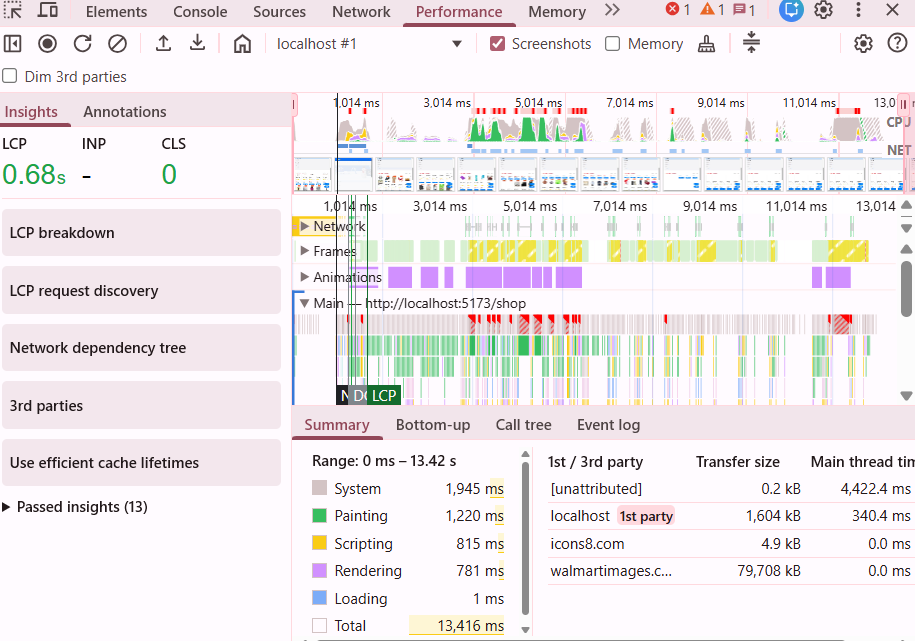 Elements Console Sources Network Performance Memory 1 1 1
localhost #1 Screenshots Memory
Dim 3rd parties
Insights Annotations
LCP INP CLS
0.68s - 0
LCP breakdown
LCP request discovery
Network dependency tree
3rd parties
Use efficient cache lifetimes
Passed insights (13)
1,014 ms 3,014 ms 5,014 ms 7,014 ms 9,014 ms 11,014 ms 13,0
CPU
NET
1,014 ms 3,014 ms 5,014 ms 7,014 ms 9,014 ms 11,014 ms 13,014
Network
Frames
Animations
Main — http://localhost:5173/shop
N DC LCP
Summary Bottom-up Call tree Event log
Range: 0 ms – 13.42 s
System 1,945 ms
Painting 1,220 ms
Scripting 815 ms
Rendering 781 ms
Loading 1 ms
Total 13,416 ms
1st / 3rd party Transfer size Main thread tim
[unattributed] 0.2 kB 4,422.4 ms
localhost 1st party 1,604 kB 340.4 ms
icons8.com 4.9 kB 0.0 ms
walmartimages.c... 79,708 kB 0.0 ms